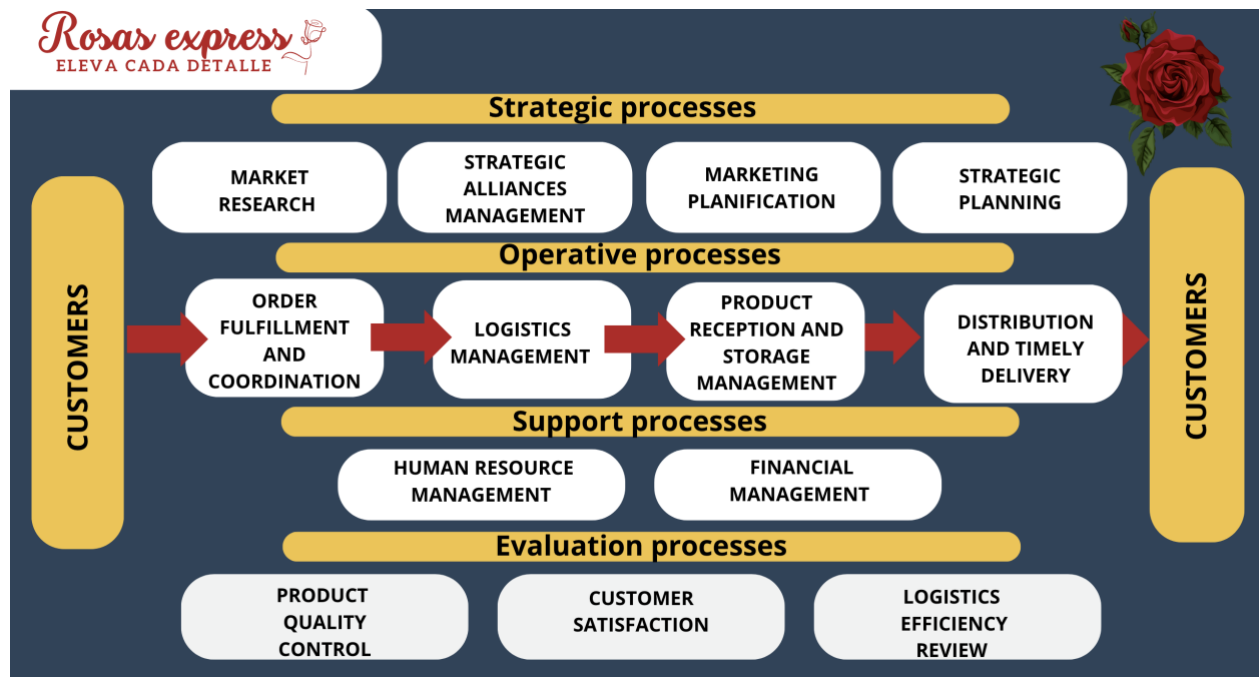 Rosas express
ELEVA CADA DETALLE
Strategic processes
MARKET
RESEARCH
STRATEGIC
ALLIANCES
MANAGEMENT
MARKETING
PLANIFICATION
STRATEGIC
PLANNING
CUSTOMERS
Operative processes
ORDER
FULFILLMENT
AND
COORDINATION
LOGISTICS
MANAGEMENT
PRODUCT
RECEPTION AND
STORAGE
MANAGEMENT
DISTRIBUTION
AND TIMELY
DELIVERY
CUSTOMERS
Support processes
HUMAN RESOURCE
MANAGEMENT
FINANCIAL
MANAGEMENT
Evaluation processes
PRODUCT
QUALITY
CONTROL
CUSTOMER
SATISFACTION
LOGISTICS
EFFICIENCY
REVIEW